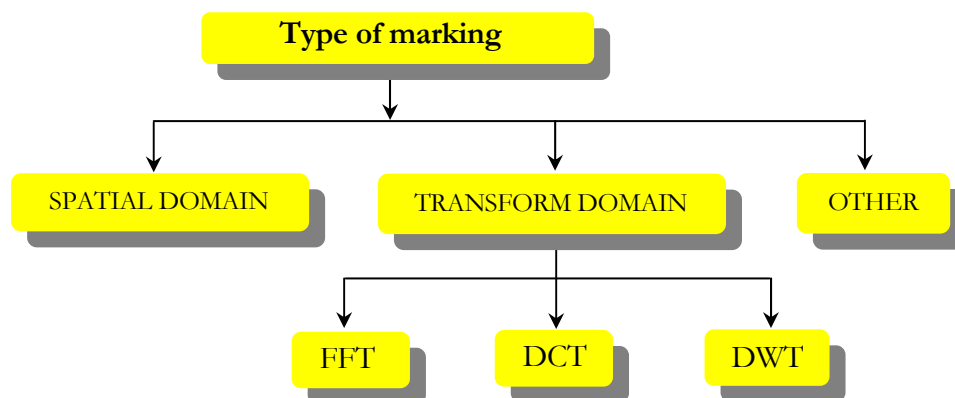 Type of marking
SPATIAL DOMAIN
TRANSFORM DOMAIN
OTHER
FFT
DCT
DWT